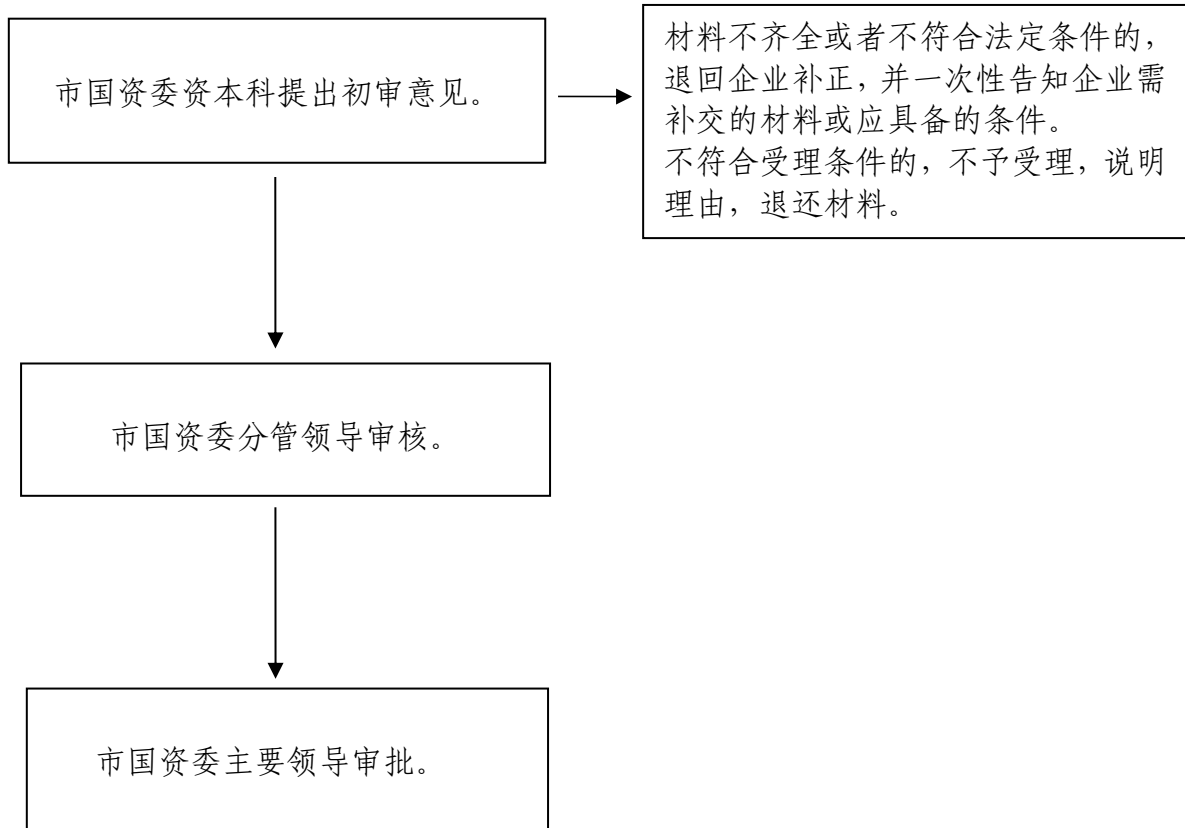 市国资委资本科提出初审意见。
材料不齐全或者不符合法定条件的，
退回企业补正，并一次性告知企业需
补交的材料或应具备的条件。
不符合受理条件的，不予受理，说明
理由，退还材料。
市国资委分管领导审核。
市国资委主要领导审批。